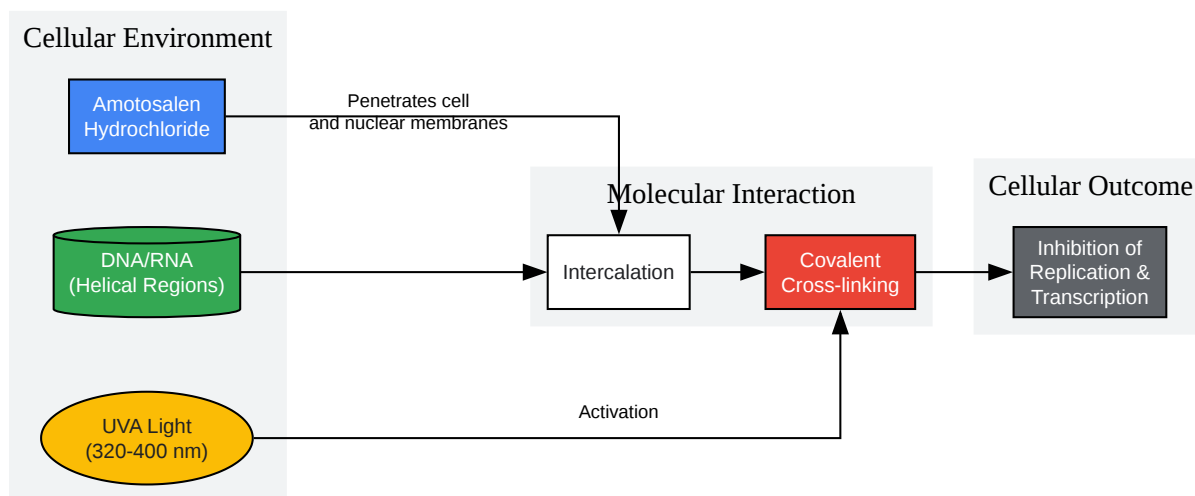 Cellular Environment
Amotosalen
Hydrochloride
Penetrates cell
and nuclear membranes
DNA/RNA
(Helical Regions)
UVA Light
(320-400 nm)
Activation
Molecular Interaction
Intercalation
Covalent
Cross-linking
Cellular Outcome
Inhibition of
Replication &
Transcription